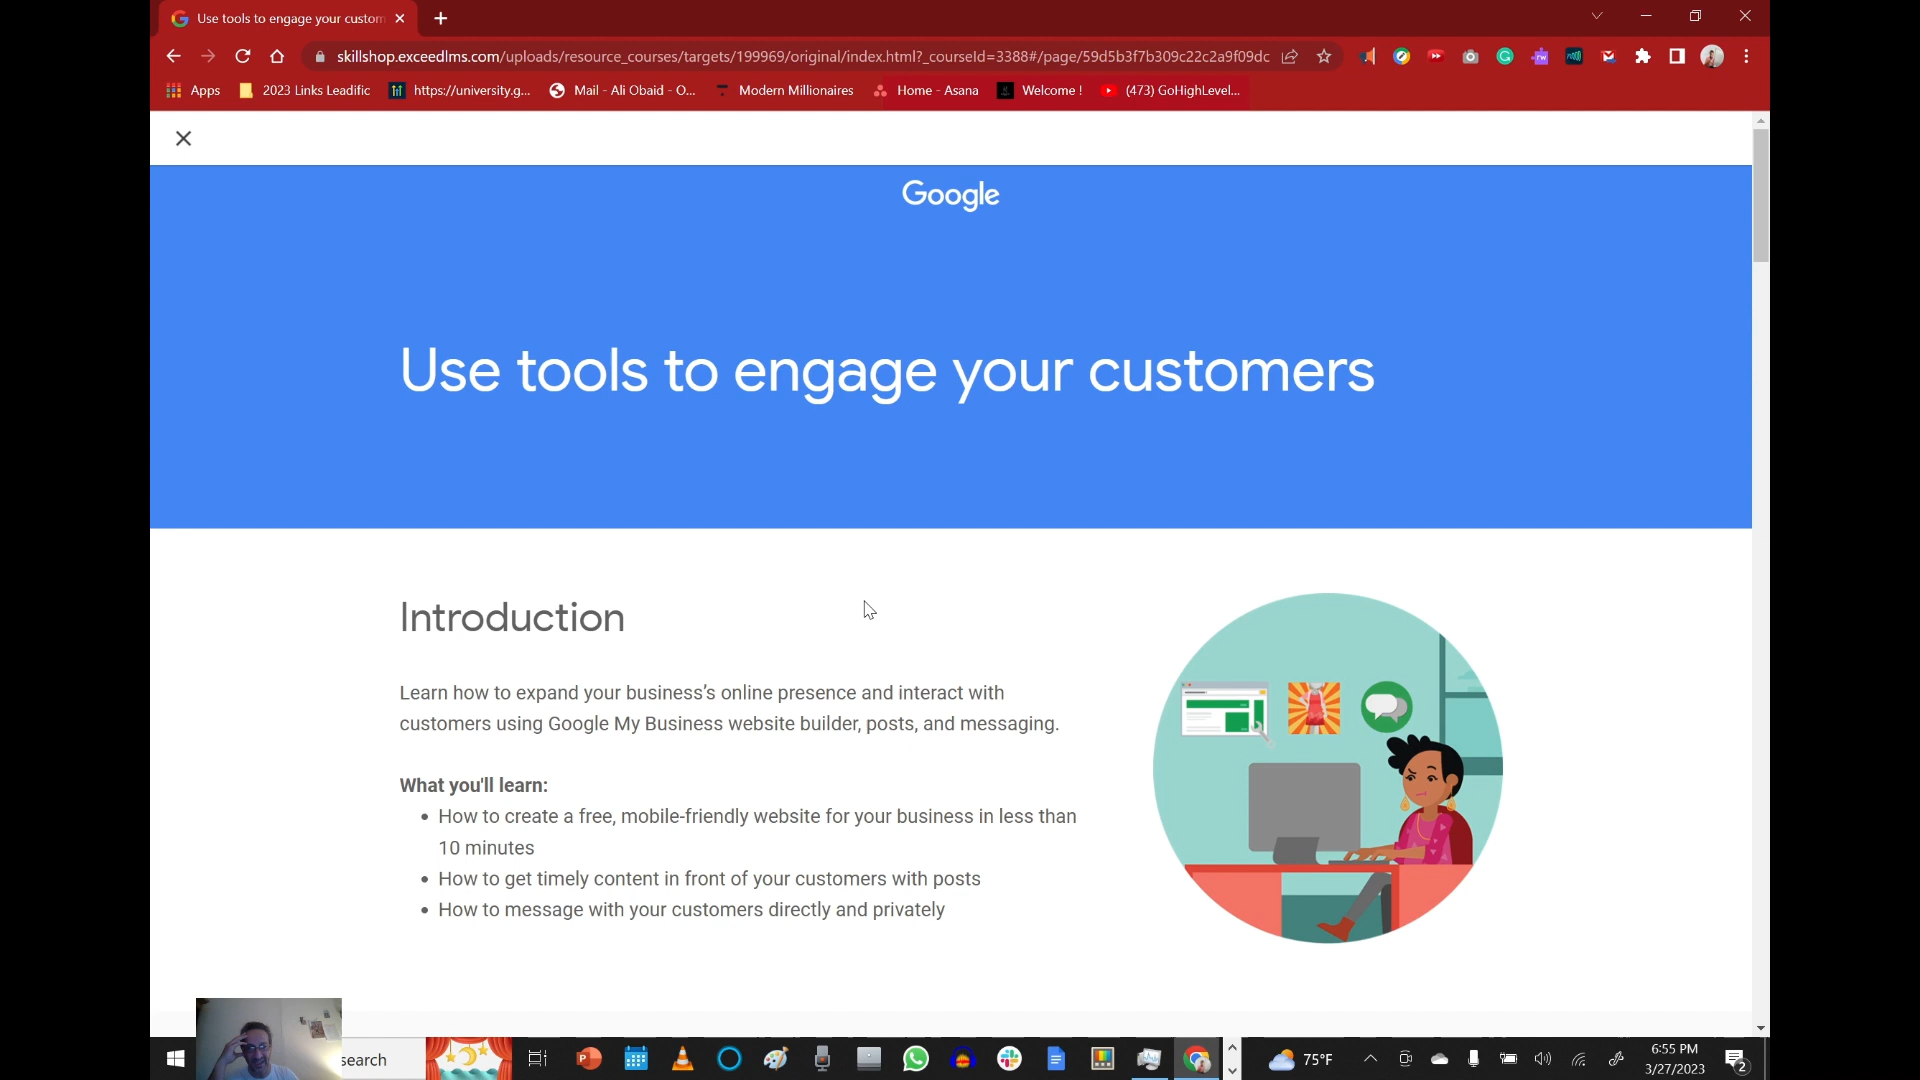 Use tools to engage your custom
skillshop.exceedlms.com/uploads/resource_courses/targets/199969/original/index.html?_courseId=3388#/page/59d5b3f7b309c22c2a9f09dc
Apps
2023 Links Leadific
https://university.g...
Mail - Ali Obaid - O...
Modern Millionaires
Home - Asana
Welcome !
(473) GoHighLevel...
Google
Use tools to engage your customers
Introduction
Learn how to expand your business’s online presence and interact with
customers using Google My Business website builder, posts, and messaging.
What you'll learn:
How to create a free, mobile-friendly website for your business in less than
10 minutes
How to get timely content in front of your customers with posts
How to message with your customers directly and privately
search
75°F
6:55 PM
3/27/2023
2